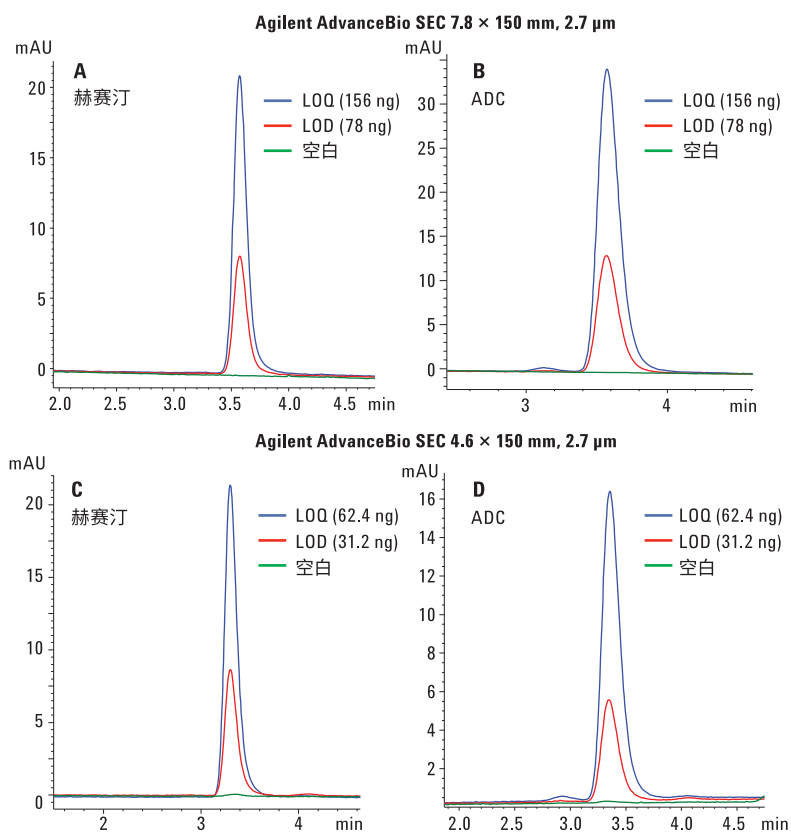 Agilent AdvanceBio SEC 7.8 × 150 mm, 2.7 µm
mAU
A
赫赛汀
LOQ (156 ng)
LOD (78 ng)
空白
20
15
10
5
0
2.0 2.5 3.0 3.5 4.0 4.5 min
mAU
B
ADC
LOQ (156 ng)
LOD (78 ng)
空白
35
30
25
20
15
10
5
0
3 4 min
Agilent AdvanceBio SEC 4.6 × 150 mm, 2.7 µm
mAU
C
赫赛汀
LOQ (62.4 ng)
LOD (31.2 ng)
空白
20
15
10
5
0
2 3 4 min
mAU
D
ADC
LOQ (62.4 ng)
LOD (31.2 ng)
空白
16
14
12
10
8
6
4
2
2.0 2.5 3.0 3.5 4.0 4.5 min